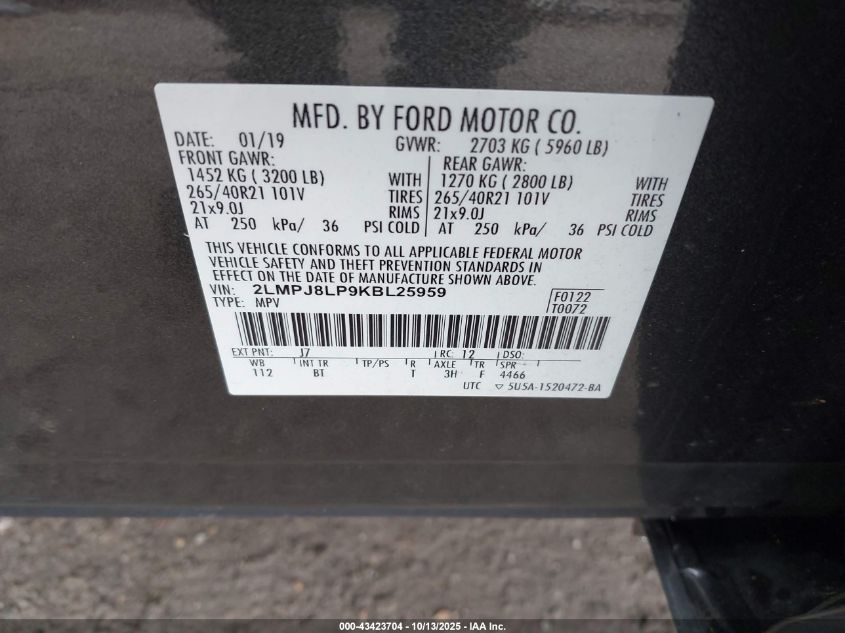 MFD. BY FORD MOTOR CO.
DATE: 01/19 GVWR: 2703 KG ( 5960 LB)
FRONT GAWR: REAR GAWR:
1452 KG ( 3200 LB) WITH 1270 KG ( 2800 LB) WITH
265/40R21 101V TIRES 265/40R21 101V TIRES
21x9.0J RIMS 21x9.0J RIMS
AT 250 kPa/ 36 PSI COLD AT 250 kPa/ 36 PSI COLD
THIS VEHICLE CONFORMS TO ALL APPLICABLE FEDERAL MOTOR
VEHICLE SAFETY AND THEFT PREVENTION STANDARDS IN
EFFECT ON THE DATE OF MANUFACTURE SHOWN ABOVE.
VIN: 2LMPJ8LP9KBL25959 F0122
TYPE: MPV T0072
EXT PNT: J7 RC: 12 DSO:
WB INT TR TP/PS R AXLE TR SPR
112 BT T 3H F 4466
UTC ▽ 5U5A-1520472-BA
000-43423704 - 10/13/2025 - IAA Inc.